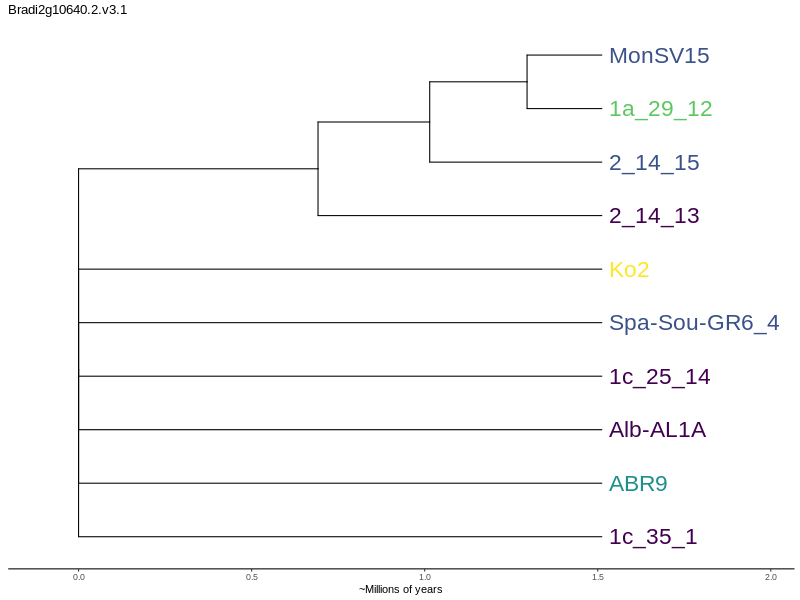 Bradi2g10640.2.v3.1
MonSV15
1a_29_12
2_14_15
2_14_13
Ko2
Spa-Sou-GR6_4
1c_25_14
Alb-AL1A
ABR9
1c_35_1
0.0 0.5 1.0 1.5 2.0
~Millions of years